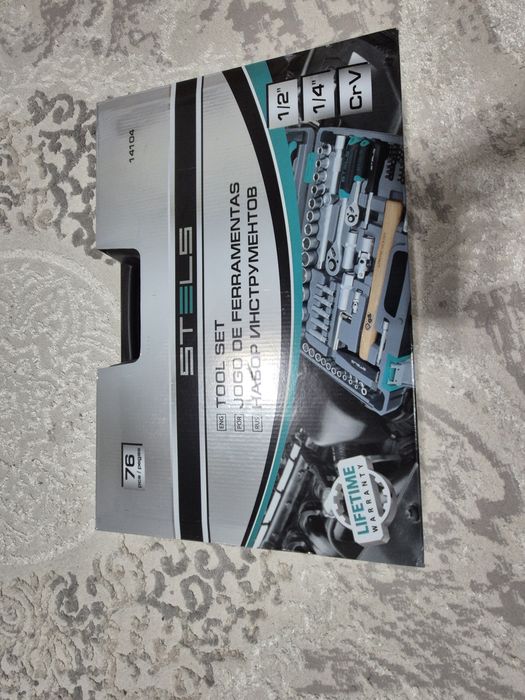 14104
STELS
ENG TOOL SET
POR JOGO DE FERRAMENTAS
RUS НАБОР ИНСТРУМЕНТОВ
76
1/2"
1/4"
CrV
LIFETIME
WARRANTY